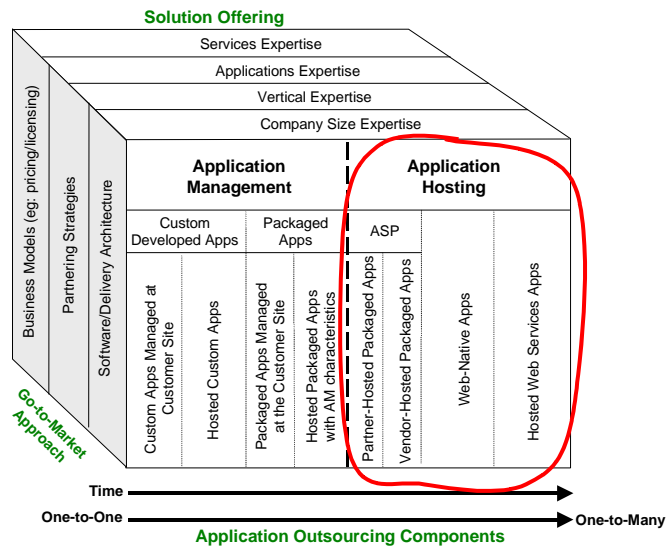 Solution Offering
Services Expertise
Applications Expertise
Vertical Expertise
Company Size Expertise
Business Models (eg: pricing/licensing)
Partnering Strategies
Software/Delivery Architecture
Go-to-Market
Approach
Application
Management
Application
Hosting
Custom
Developed Apps
Packaged
Apps
ASP
Custom Apps Managed at
Customer Site
Hosted Custom Apps
Packaged Apps Managed
at the Customer Site
Hosted Packaged Apps
with AM characteristics
Partner-Hosted Packaged Apps
Vendor-Hosted Packaged Apps
Web-Native Apps
Hosted Web Services Apps
Time
One-to-One
One-to-Many
Application Outsourcing Components